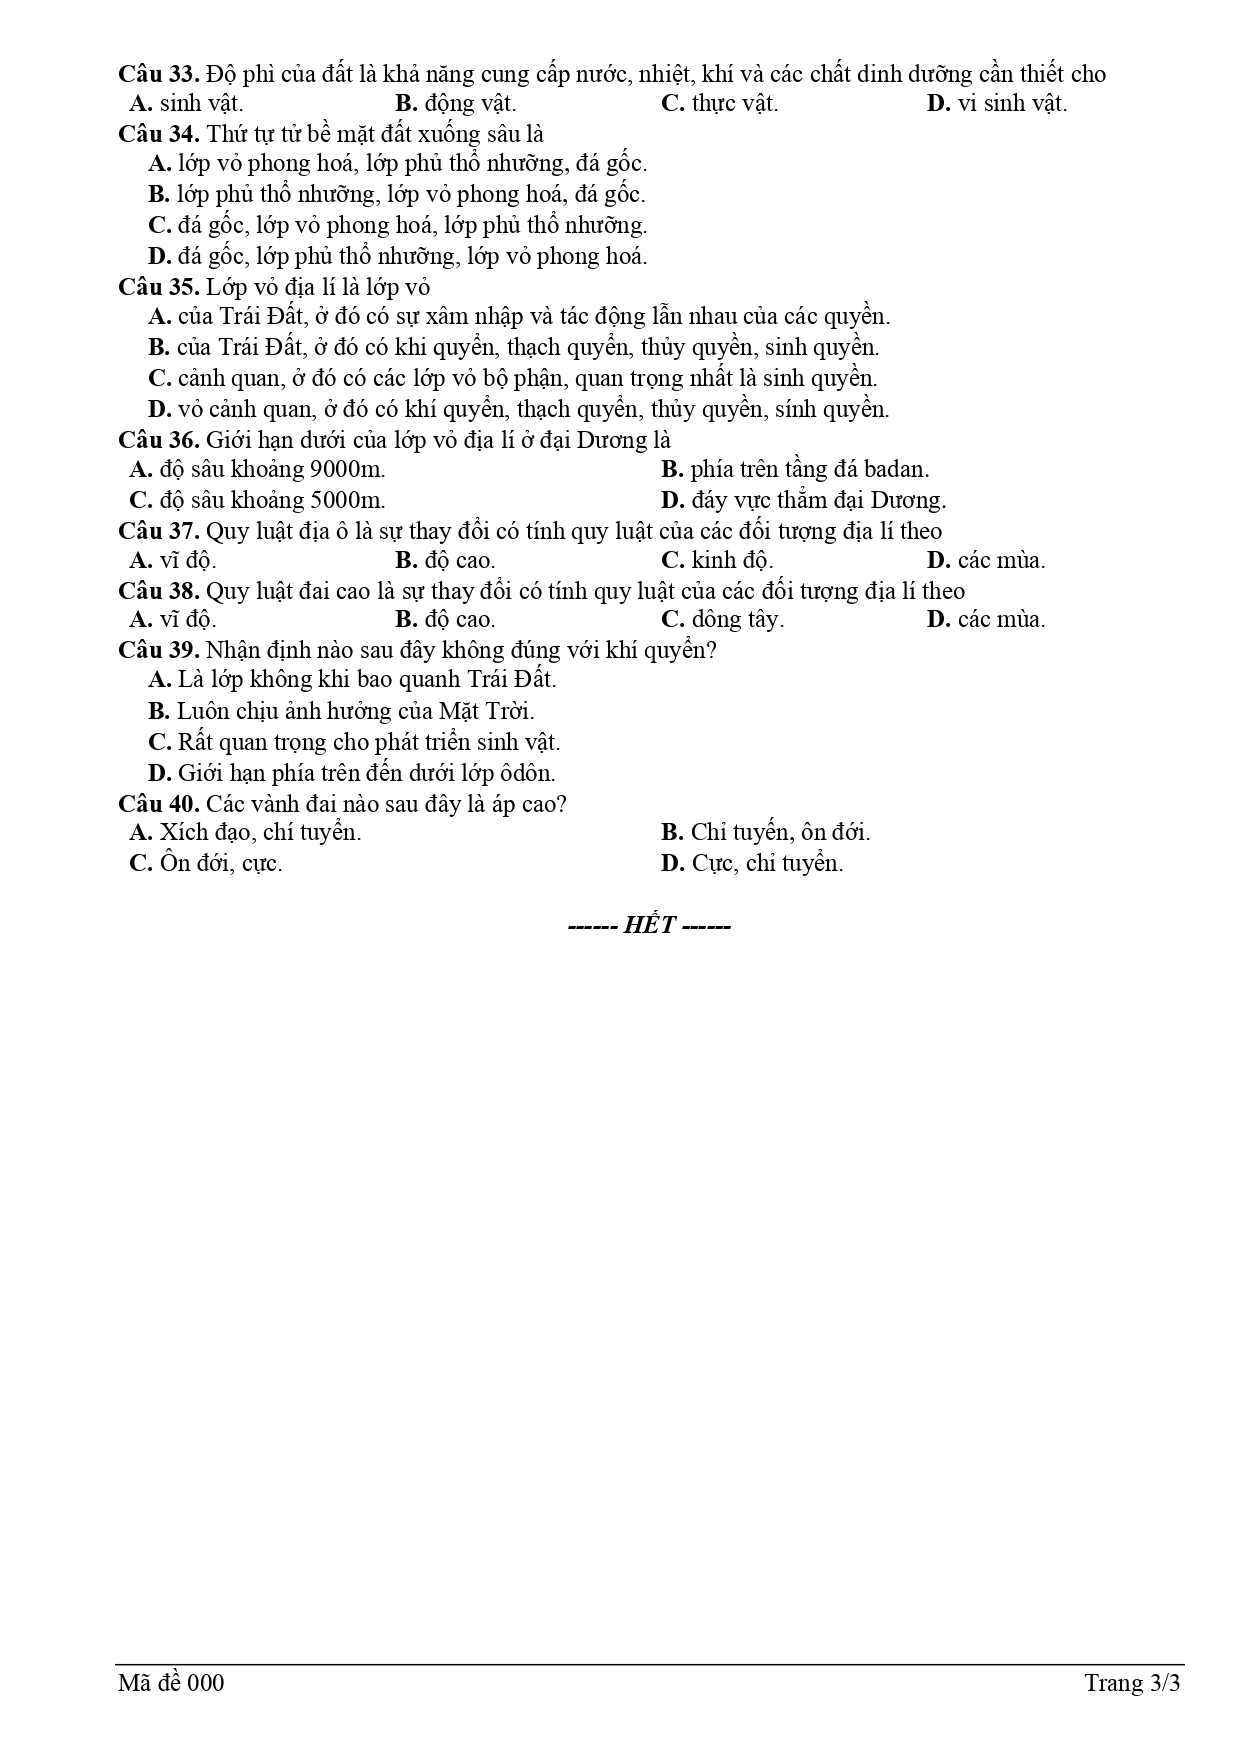 Câu 33. Độ phì của đất là khả năng cung cấp nước, nhiệt, khí và các chất dinh dưỡng cần thiết cho
A. sinh vật. B. động vật. C. thực vật. D. vi sinh vật.
Câu 34. Thứ tự tử bề mặt đất xuống sâu là
A. lớp vỏ phong hoá, lớp phủ thổ nhưỡng, đá gốc.
B. lớp phủ thổ nhưỡng, lớp vỏ phong hoá, đá gốc.
C. đá gốc, lớp vỏ phong hoá, lớp phủ thổ nhưỡng.
D. đá gốc, lớp phủ thổ nhưỡng, lớp vỏ phong hoá.
Câu 35. Lớp vỏ địa lí là lớp vỏ
A. của Trái Đất, ở đó có sự xâm nhập và tác động lẫn nhau của các quyền.
B. của Trái Đất, ở đó có khi quyển, thạch quyển, thủy quyền, sinh quyền.
C. cảnh quan, ở đó có các lớp vỏ bộ phận, quan trọng nhất là sinh quyền.
D. vỏ cảnh quan, ở đó có khí quyển, thạch quyển, thủy quyền, sính quyền.
Câu 36. Giới hạn dưới của lớp vỏ địa lí ở đại Dương là
A. độ sâu khoảng 9000m. B. phía trên tầng đá badan.
C. độ sâu khoảng 5000m. D. đáy vực thẳm đại Dương.
Câu 37. Quy luật địa ô là sự thay đổi có tính quy luật của các đối tượng địa lí theo
A. vĩ độ. B. độ cao. C. kinh độ. D. các mùa.
Câu 38. Quy luật đai cao là sự thay đổi có tính quy luật của các đối tượng địa lí theo
A. vĩ độ. B. độ cao. C. dông tây. D. các mùa.
Câu 39. Nhận định nào sau đây không đúng với khí quyển?
A. Là lớp không khi bao quanh Trái Đất.
B. Luôn chịu ảnh hưởng của Mặt Trời.
C. Rất quan trọng cho phát triển sinh vật.
D. Giới hạn phía trên đến dưới lớp ôdôn.
Câu 40. Các vành đai nào sau đây là áp cao?
A. Xích đạo, chí tuyển. B. Chỉ tuyến, ôn đới.
C. Ôn đới, cực. D. Cực, chỉ tuyển.
------ HẾT ------
Mã đề 000 Trang 3/3